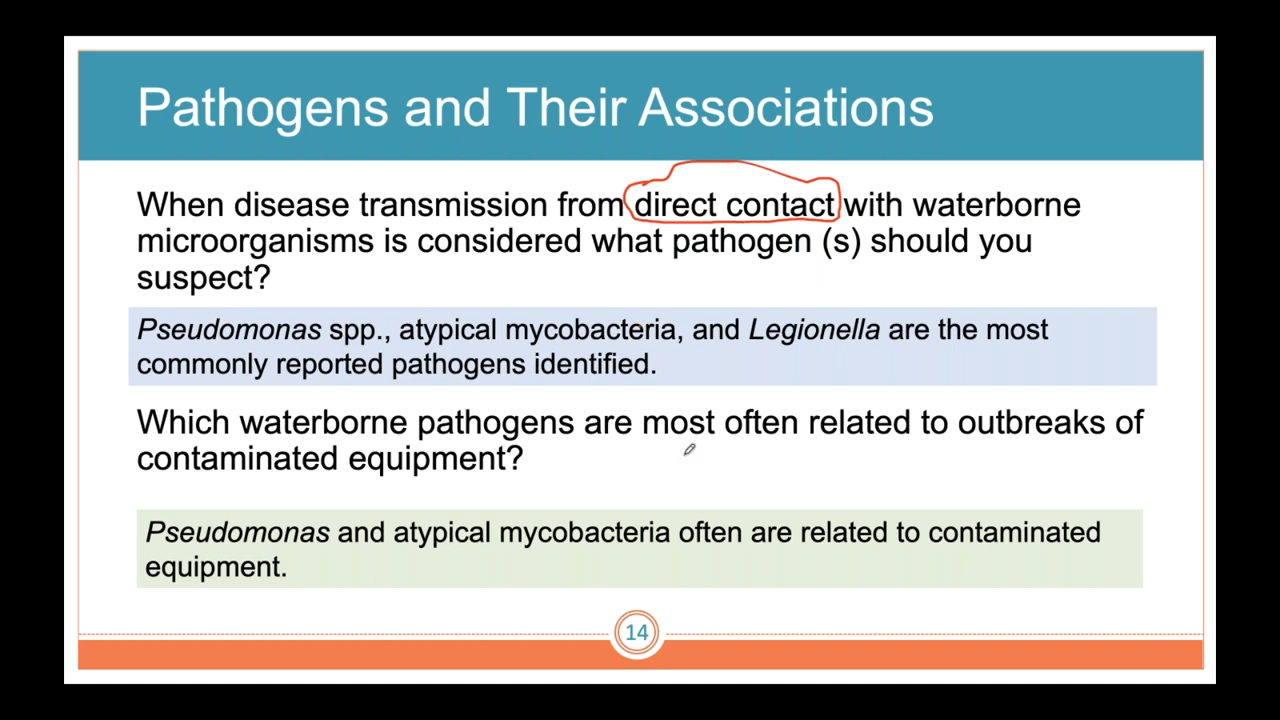 Pathogens and Their Associations
When disease transmission from direct contact with waterborne
microorganisms is considered what pathogen (s) should you
suspect?
Pseudomonas spp., atypical mycobacteria, and Legionella are the most
commonly reported pathogens identified.
Which waterborne pathogens are most often related to outbreaks of
contaminated equipment?
Pseudomonas and atypical mycobacteria often are related to contaminated
equipment.
14